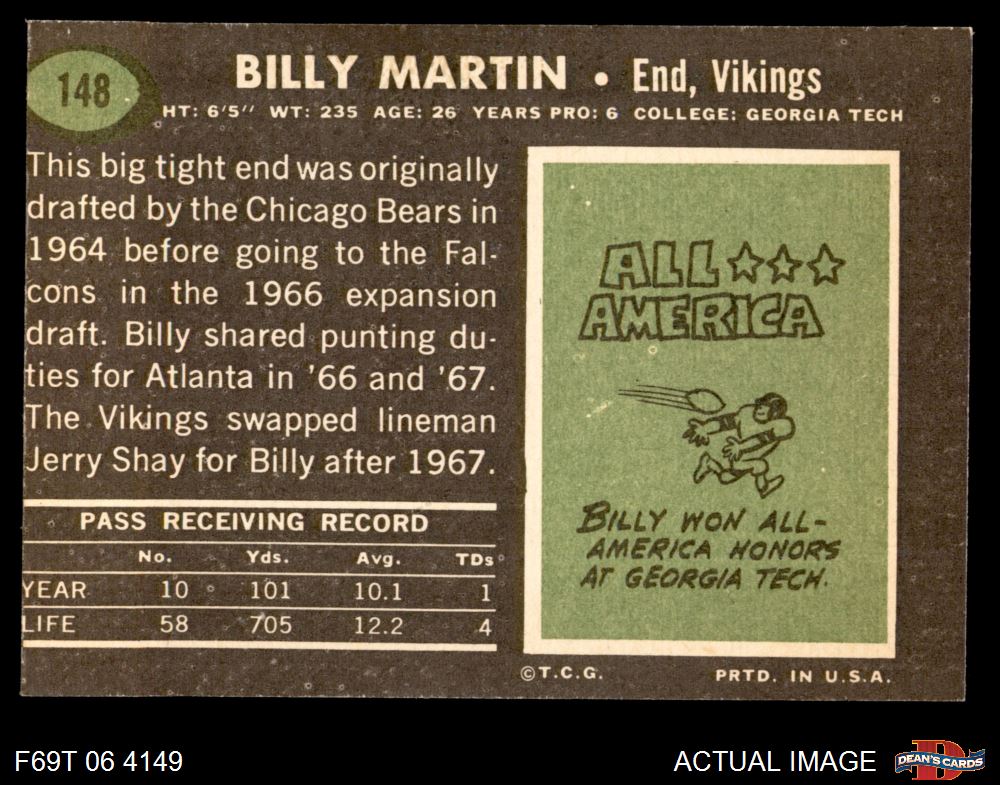 148
BILLY MARTIN • End, Vikings
HT: 6'5" WT: 235 AGE: 26 YEARS PRO: 6 COLLEGE: GEORGIA TECH
This big tight end was originally
drafted by the Chicago Bears in
1964 before going to the Fal-
cons in the 1966 expansion
draft. Billy shared punting du-
ties for Atlanta in '66 and '67.
The Vikings swapped lineman
Jerry Shay for Billy after 1967.
PASS RECEIVING RECORD
No. Yds. Avg. TDs
YEAR 10 101 10.1 1
LIFE 58 705 12.2 4
ALL
AMERICA
BILLY WON ALL-
AMERICA HONORS
AT GEORGIA TECH.
©T.C.G. PRTD. IN U.S.A.
F69T 06 4149
ACTUAL IMAGE
D
DEAN'S CARDS